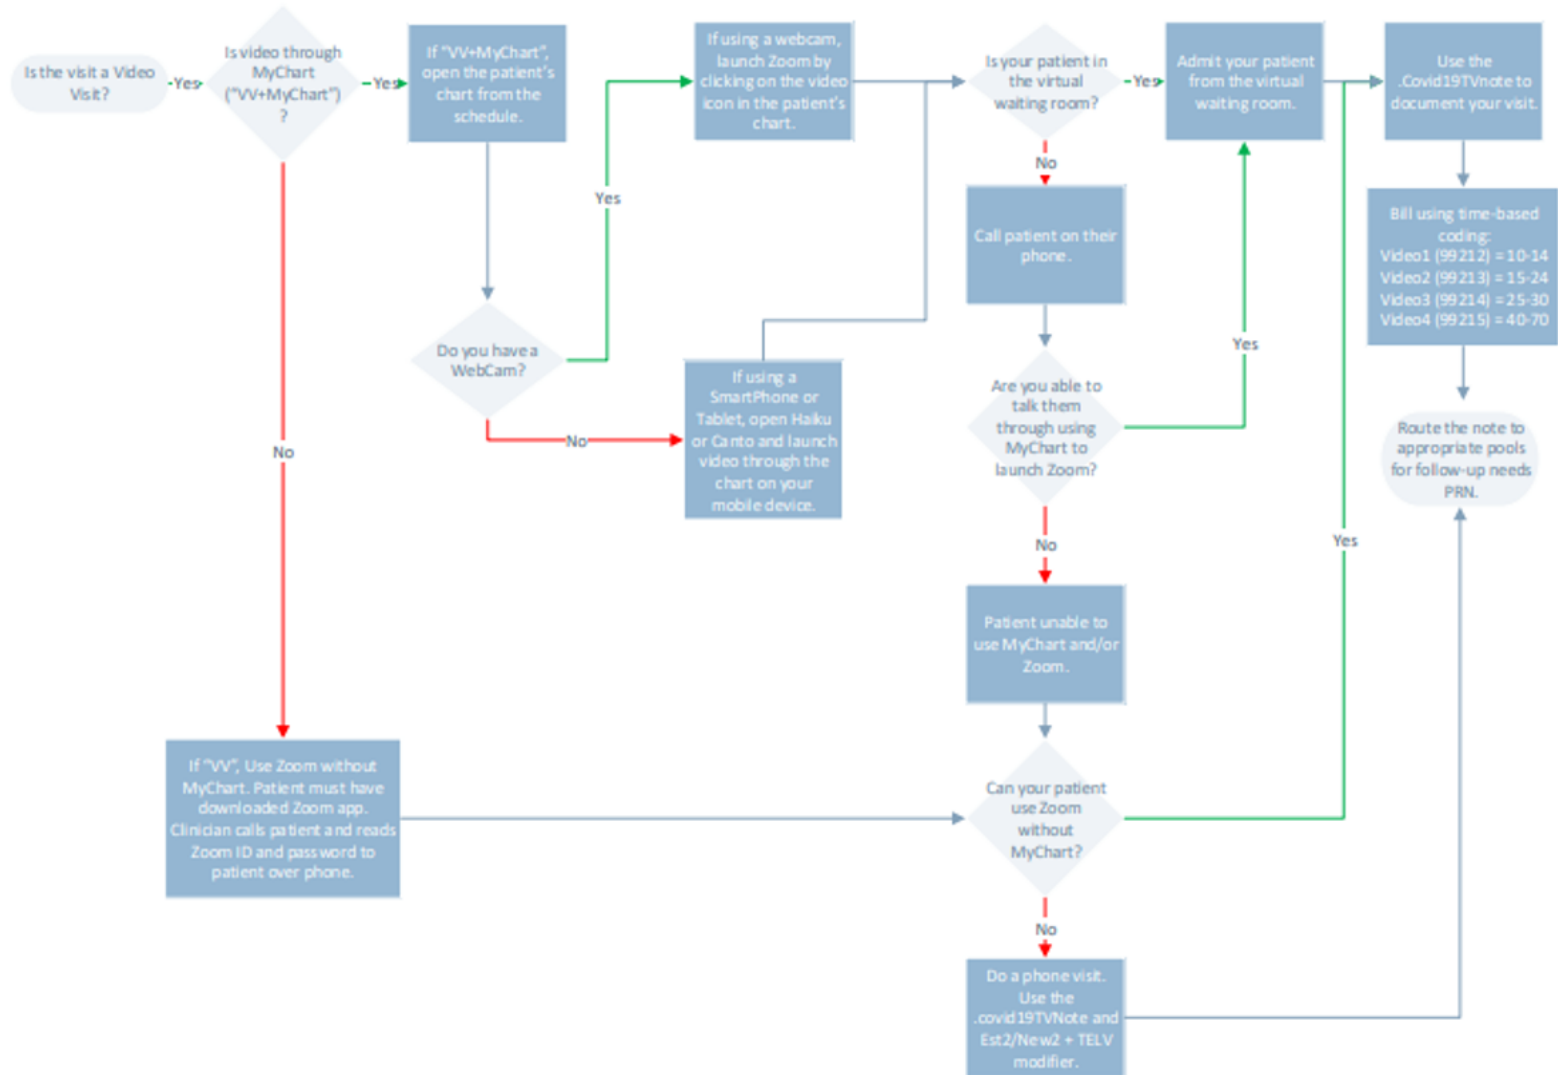 Is the visit a Video
Visit?
Yes
Is video through
MyChart
("VV+MyChart")
?
Yes
If "VV+MyChart",
open the patient's
chart from the
schedule.
Do you have a
WebCam?
Yes
If using a webcam,
launch Zoom by
clicking on the video
icon in the patient's
chart.
No
If using a
SmartPhone or
Tablet, open Haiku
or Canto and launch
video through the
chart on your
mobile device.
Is your patient in
the virtual
waiting room?
Yes
Admit your patient
from the virtual
waiting room.
No
Call patient on their
phone.
Are you able to
talk them
through using
MyChart to
launch Zoom?
Yes
No
Patient unable to
use MyChart and/or
Zoom.
No
If "VV", Use Zoom without
MyChart. Patient must have
downloaded Zoom app.
Clinician calls patient and reads
Zoom ID and password to
patient over phone.
Can your patient
use Zoom
without
MyChart?
Yes
No
Do a phone visit.
Use the
.covid19TVNote and
Est2/New2 + TELV
modifier.
Use the
.Covid19TVnote to
document your visit.
Bill using time-based
coding:
Video1 (99212) = 10-14
Video2 (99213) = 15-24
Video3 (99214) = 25-30
Video4 (99215) = 40-70
Route the note to
appropriate pools
for follow-up needs
PRN.